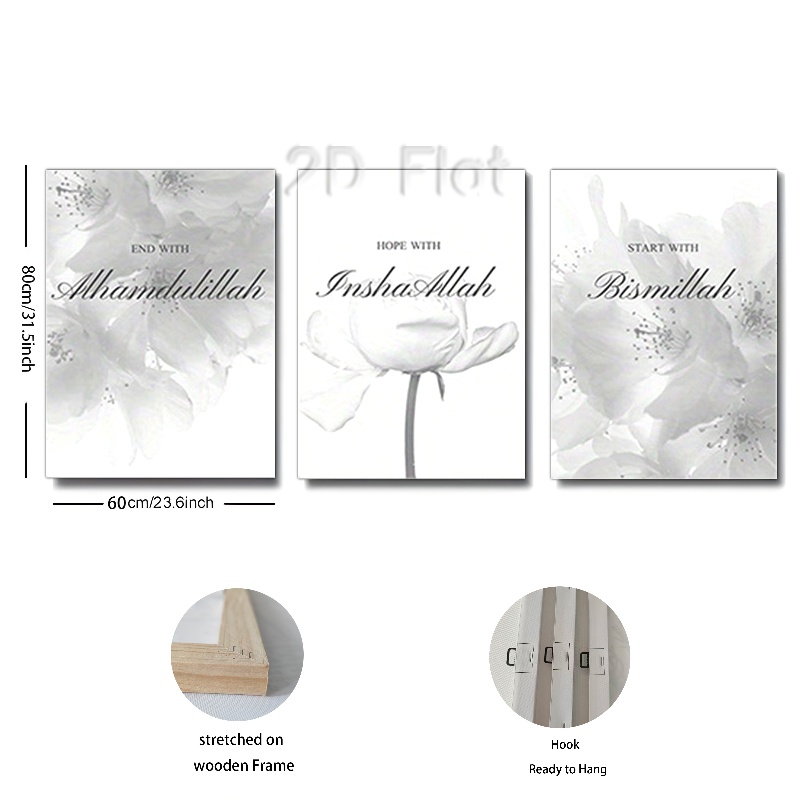 2D Flat
80cm/31.5inch
END WITH
Alhamdulillah
HOPE WITH
InshaAllah
START WITH
Bismillah
60cm/23.6inch
stretched on
wooden Frame
Hook
Ready to Hang